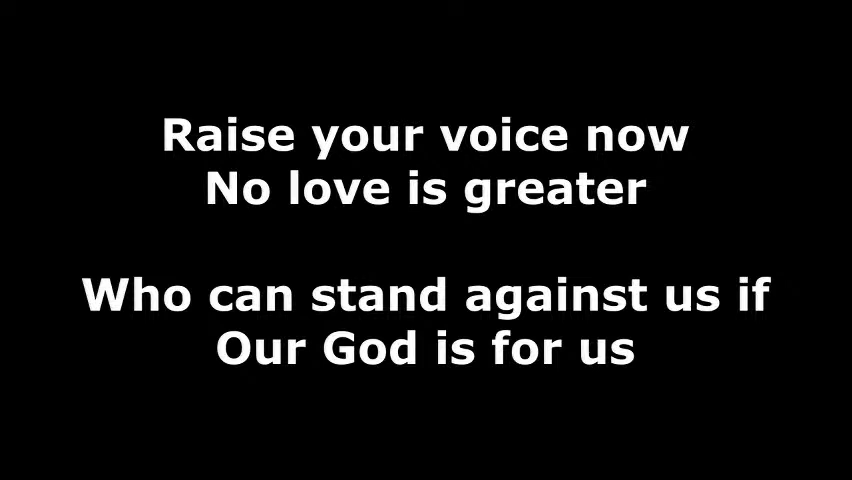 Raise your voice now
No love is greater
Who can stand against us if
Our God is for us